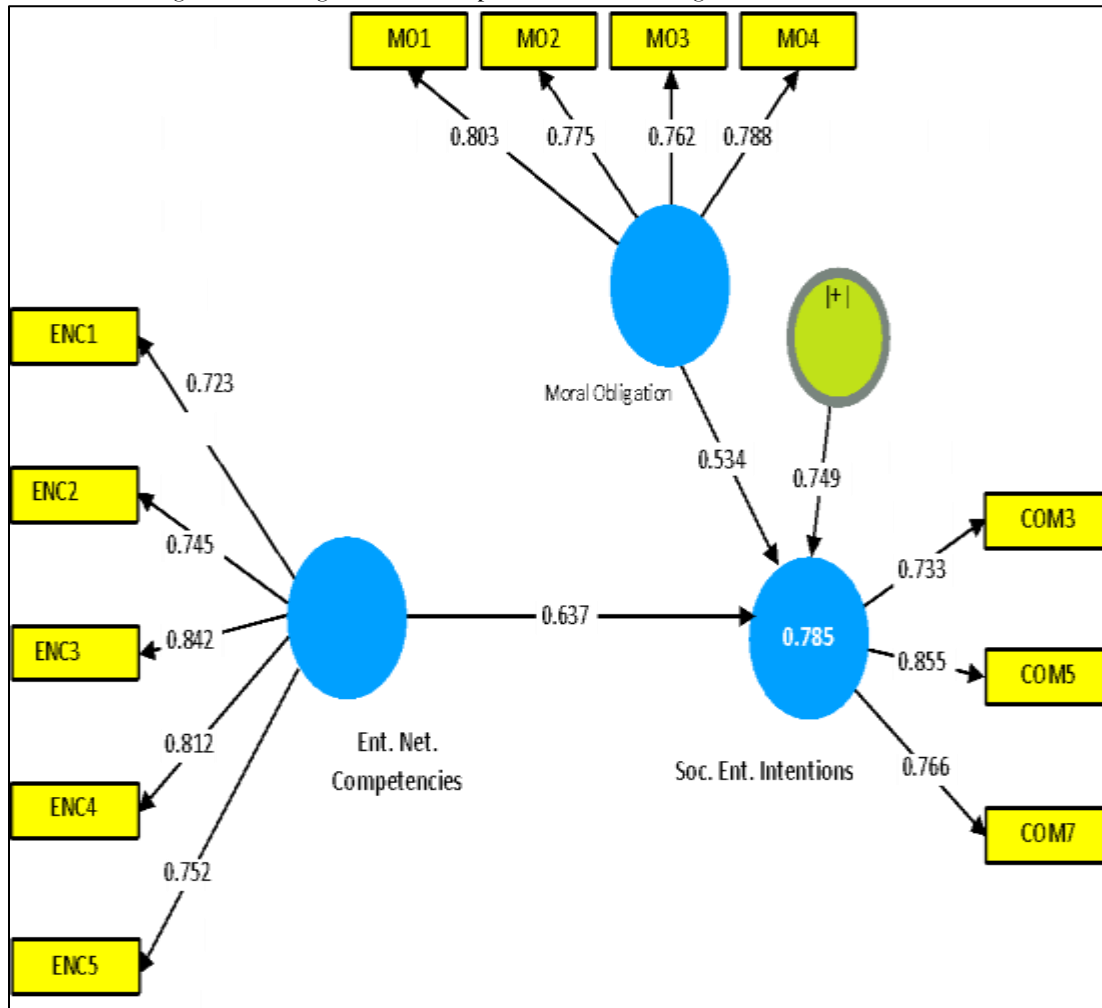 MO1 MO2 MO3 MO4
0.803 0.775 0.762 0.788
|+|
Moral Obligation
ENC1
0.723
0.534 0.749
ENC2
0.745
COM3
0.733
ENC3
0.842
0.637
0.785
0.855
COM5
0.812
Ent. Net.
Competencies
Soc. Ent. Intentions
0.766
ENC4
COM7
0.752
ENC5